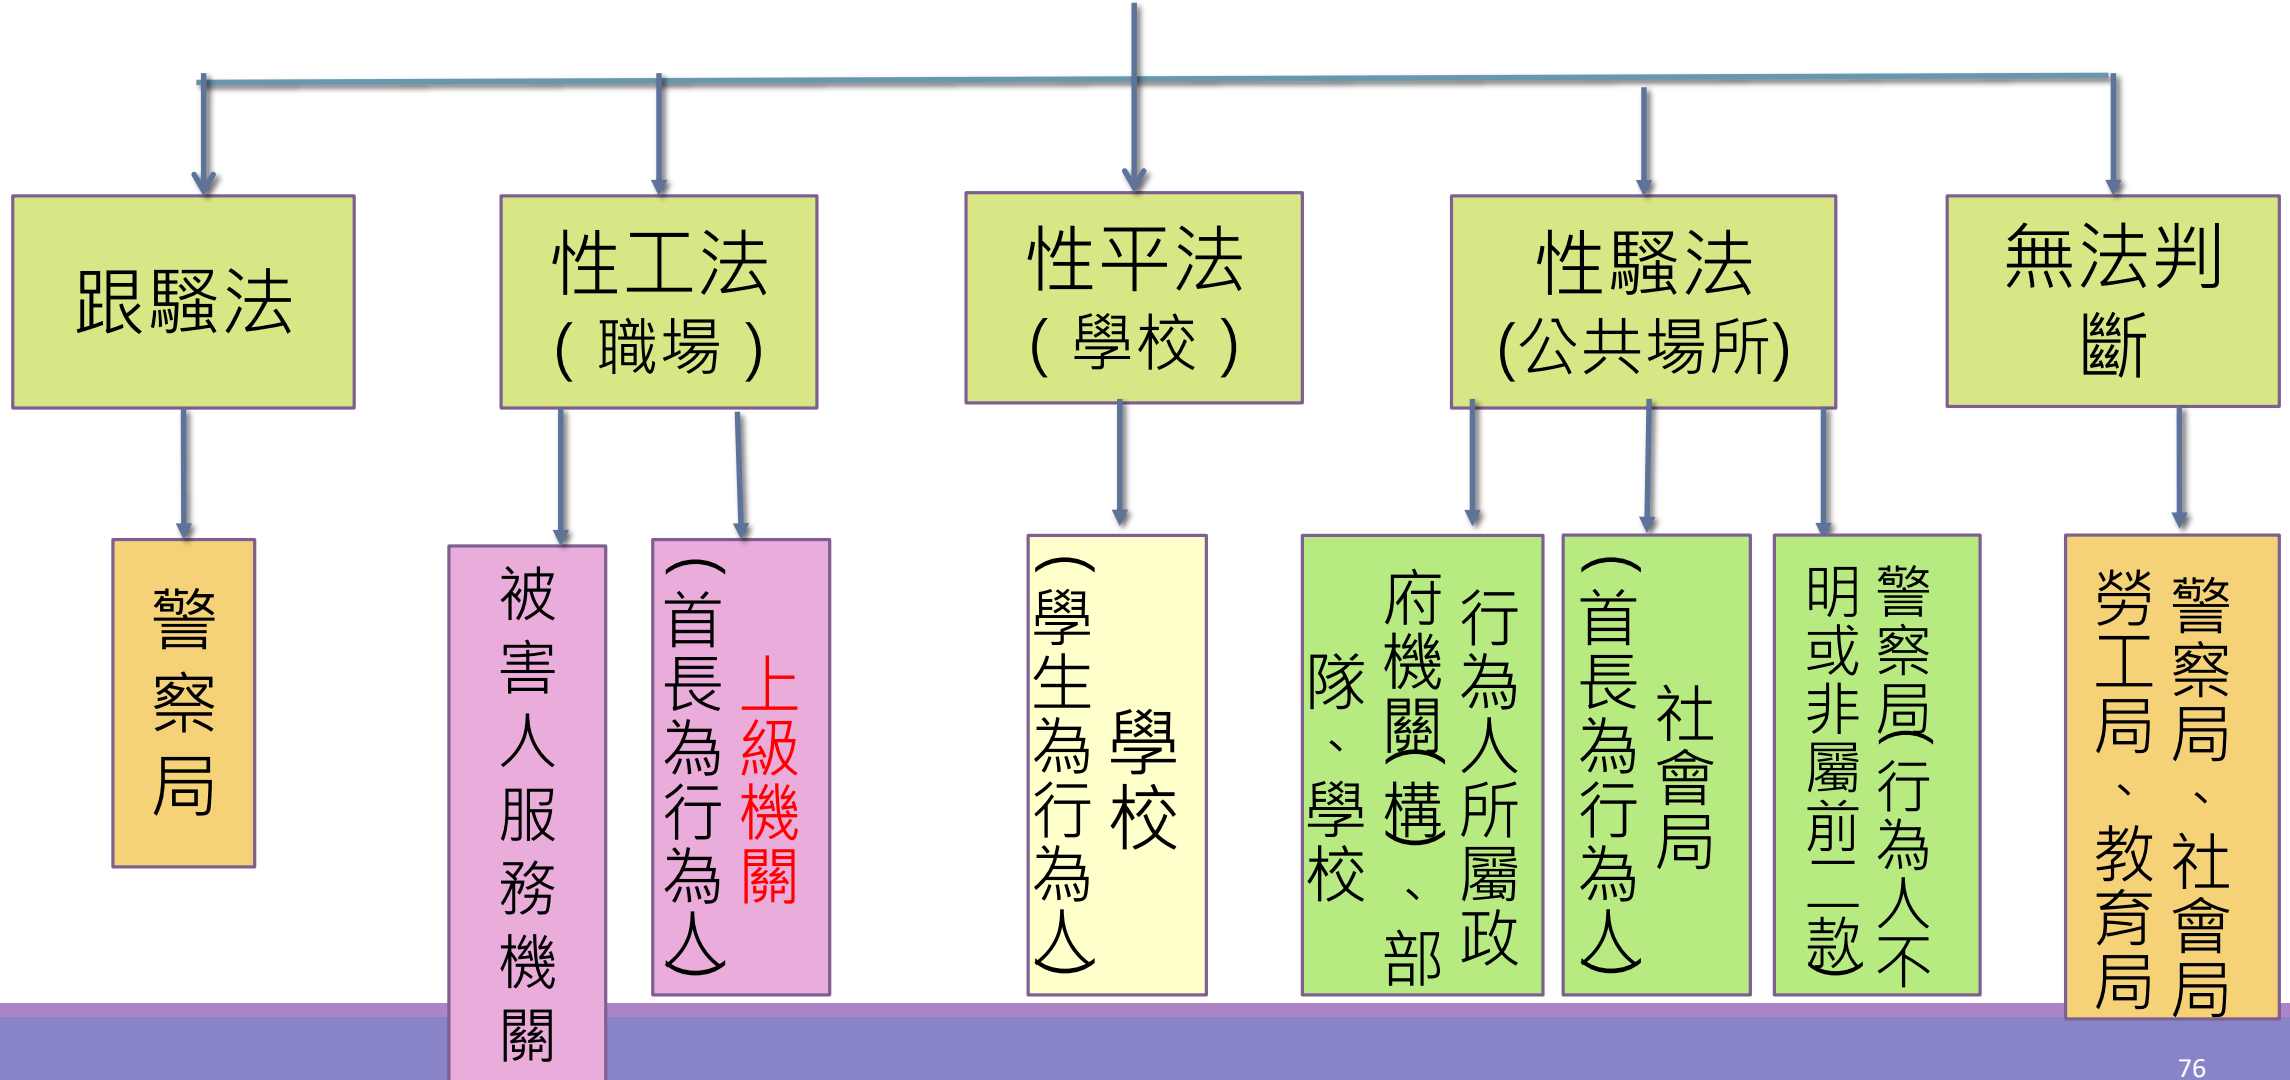 跟騷法
性工法
( 職場 )
性平法
( 學校 )
性騷法
(公共場所)
無法判
斷
警察局
被害人服務機關
上級機關
(首長為行為人)
學校
(學生為行為人)
行為人所屬政
府機關(構)、部
隊、學校
社會局
(首長為行為人)
警察局(行為人不
明或非屬前二款)
警察局、社會局
勞工局、教育局
76